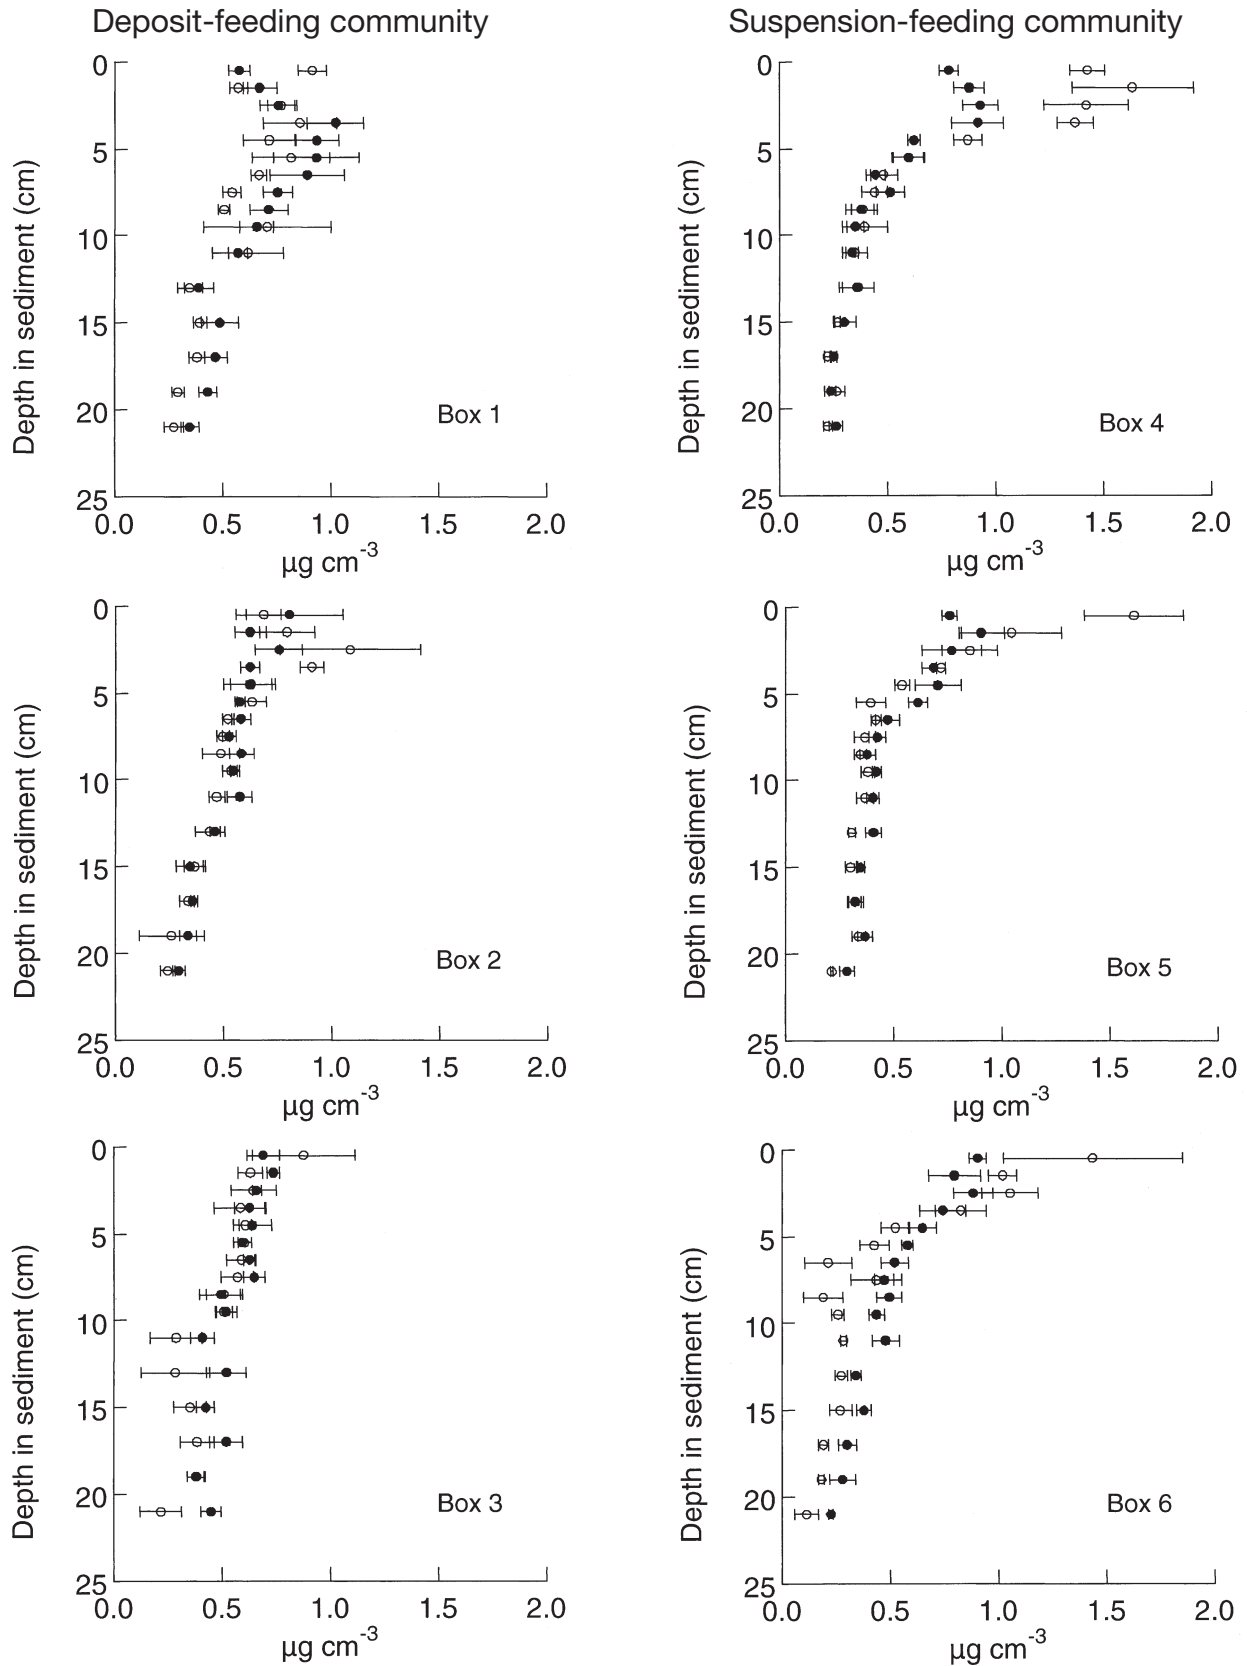 Deposit-feeding community
Suspension-feeding community
0
5
10
15
20
25
Depth in sediment (cm)
Box 1
0.0 0.5 1.0 1.5 2.0
µg cm-3
0
5
10
15
20
25
Depth in sediment (cm)
Box 4
0.0 0.5 1.0 1.5 2.0
µg cm-3
0
5
10
15
20
25
Depth in sediment (cm)
Box 2
0.0 0.5 1.0 1.5 2.0
µg cm-3
0
5
10
15
20
25
Depth in sediment (cm)
Box 5
0.0 0.5 1.0 1.5 2.0
µg cm-3
0
5
10
15
20
25
Depth in sediment (cm)
Box 3
0.0 0.5 1.0 1.5 2.0
µg cm-3
0
5
10
15
20
25
Depth in sediment (cm)
Box 6
0.0 0.5 1.0 1.5 2.0
µg cm-3